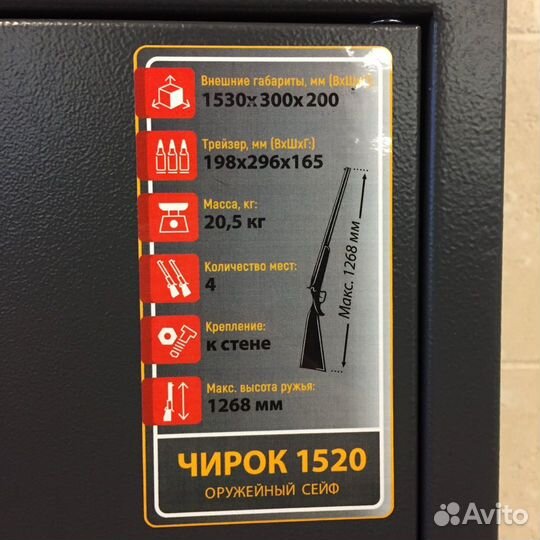 Внешние габариты, мм (ВхШхГ:)
1530х300х200
Трейзер, мм (ВхШхГ:)
198х296х165
Масса, кг:
20,5 кг
Количество мест:
4
Макс. 1268 мм
Крепление:
к стене
Макс. высота ружья:
1268 мм
ЧИРОК 1520
ОРУЖЕЙНЫЙ СЕЙФ
Avito